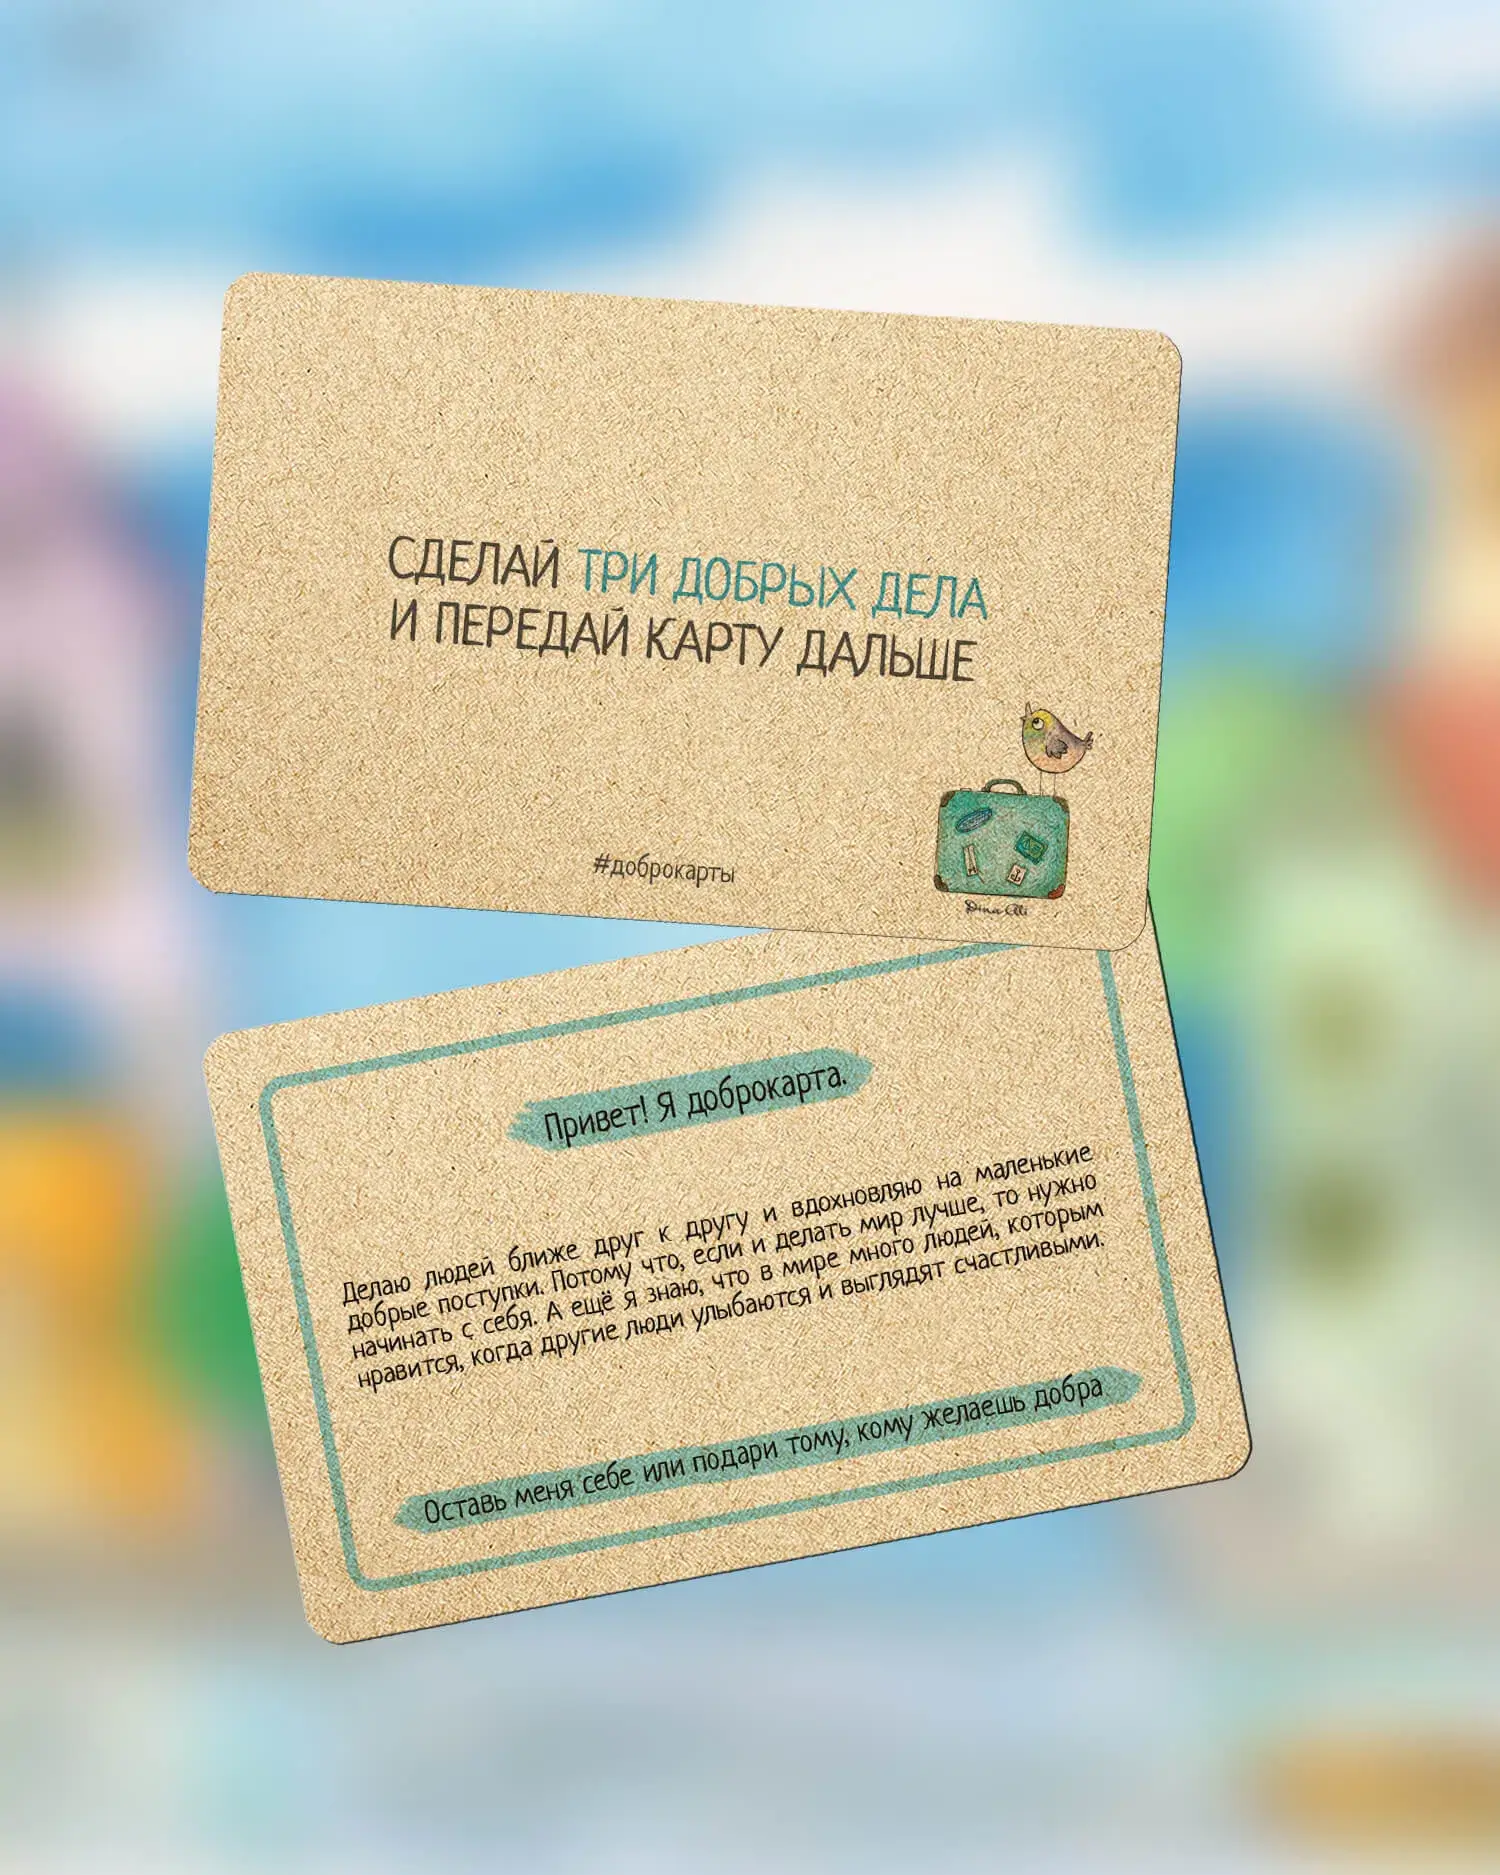 СДЕЛАЙ ТРИ ДОБРЫХ ДЕЛА
И ПЕРЕДАЙ КАРТУ ДАЛЬШЕ
#доброкарты
Dina Alli
Привет! Я доброкарта.
Делаю людей ближе друг к другу и вдохновляю на маленькие
добрые поступки. Потому что, если и делать мир лучше, то нужно
начинать с себя. А ещё я знаю, что в мире много людей, которым
нравится, когда другие люди улыбаются и выглядят счастливыми.
Оставь меня себе или подари тому, кому желаешь добра